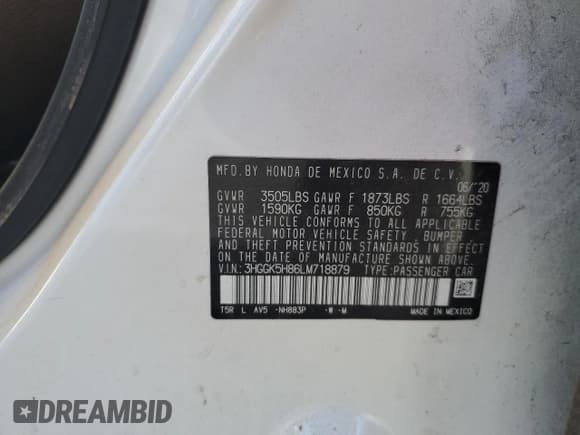 MFD.BY HONDA DE MEXICO S.A. DE C.V.
06/'20
GVWR 3505LBS GAWR F 1873LBS R 1664LBS
GVWR 1590KG GAWR F 850KG R 755KG
THIS VEHICLE CONFORMS TO ALL APPLICABLE
FEDERAL MOTOR VEHICLE SAFETY, BUMPER
AND THEFT PREVENTION STANDARDS IN EFFECT
ON THE DATE OF MANUFACTURE SHOWN ABOVE.
V.I.N: 3HGGK5H86LM718879 TYPE:PASSENGER CAR
T5R L AV5 -NH883P -W -M MADE IN MEXICO
DREAMBID